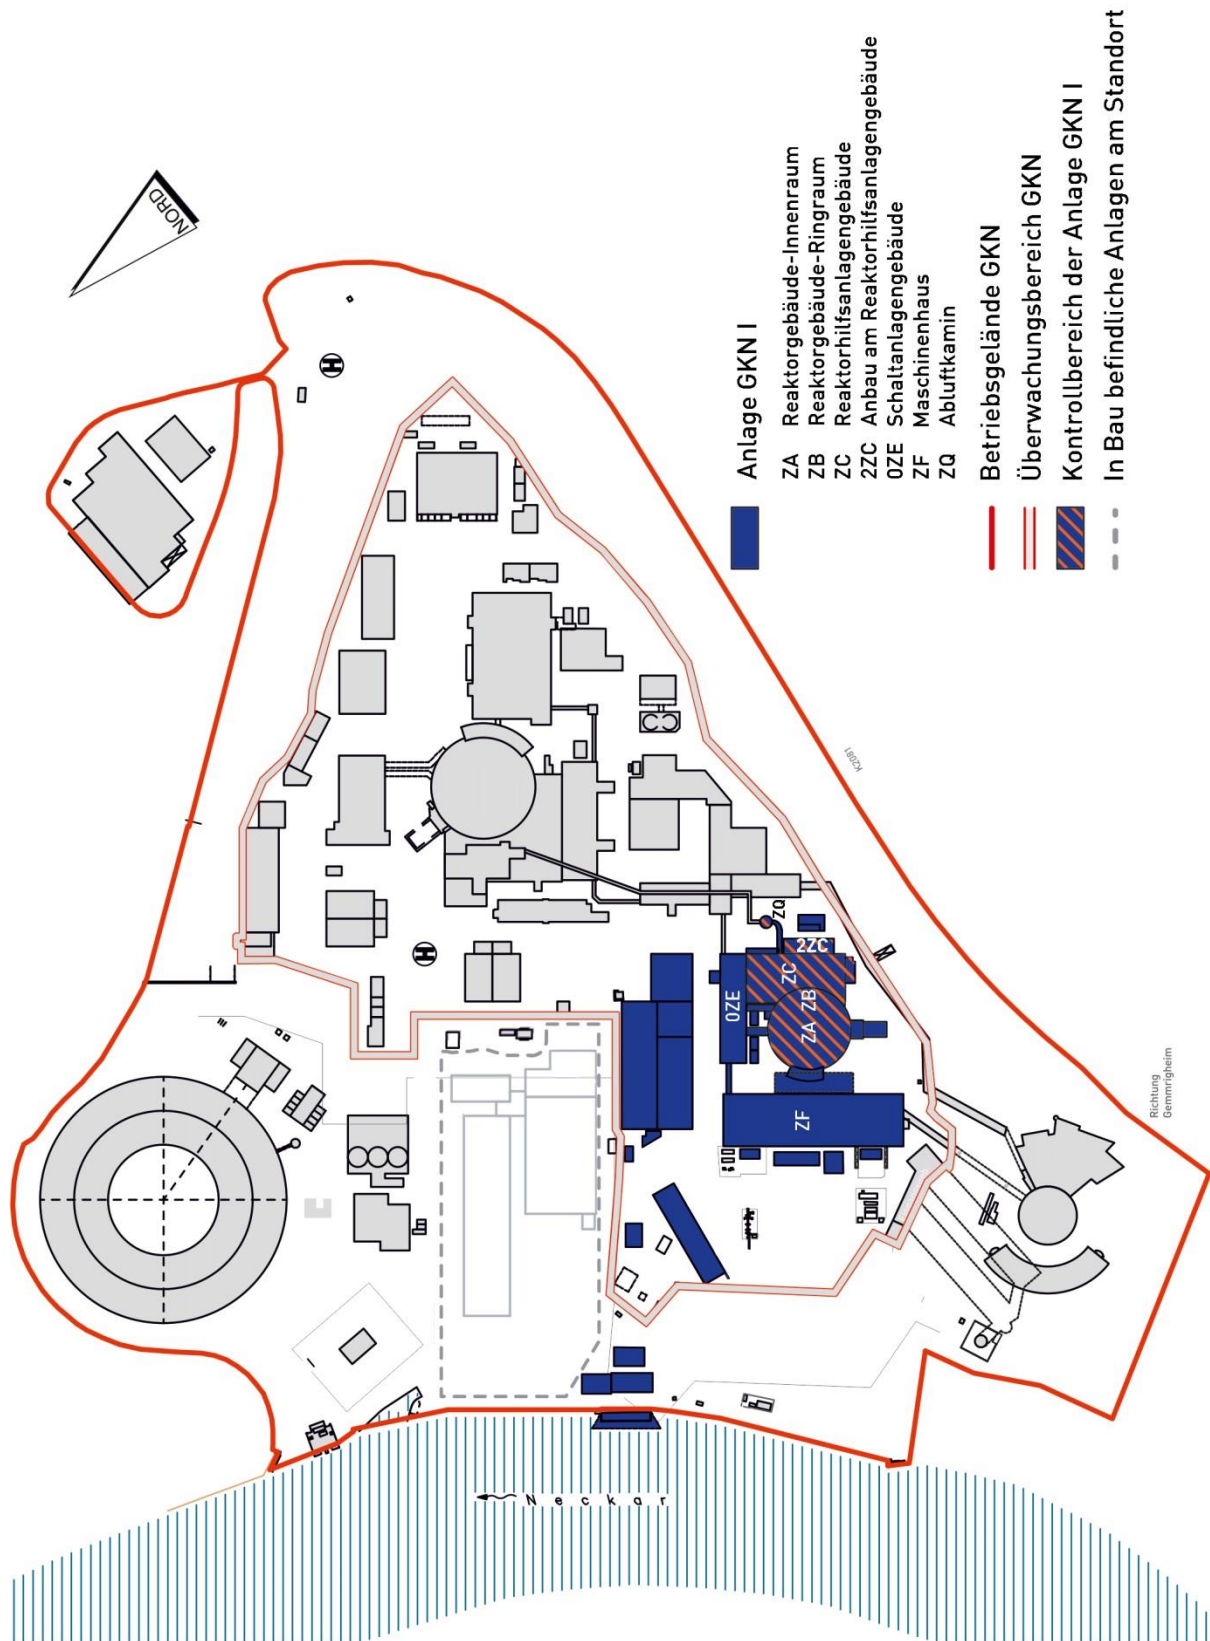 NORD
H
H
ZQ
2ZC
ZC
0ZE
ZA ZB
ZF
K2081
Richtung
Gemmrigheim
Neckar
Anlage GKN I
ZA Reaktorgebäude-Innenraum
ZB Reaktorgebäude-Ringraum
ZC Reaktorhilfsanlagengebäude
2ZC Anbau am Reaktorhilfsanlagengebäude
0ZE Schaltanlagengebäude
ZF Maschinenhaus
ZQ Abluftkamin
Betriebsgelände GKN
Überwachungsbereich GKN
Kontrollbereich der Anlage GKN I
In Bau befindliche Anlagen am Standort